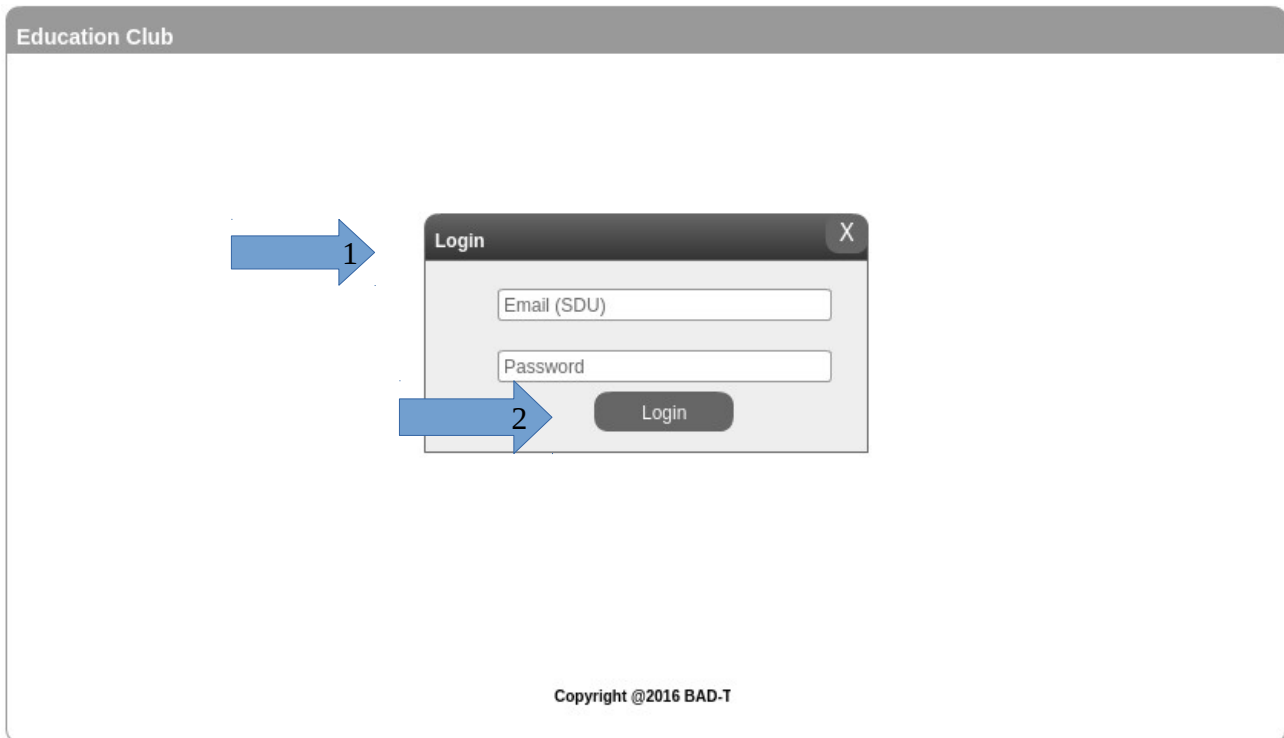 Education Club
Login
X
1
Email (SDU)
Password
2
Login
Copyright @2016 BAD-T